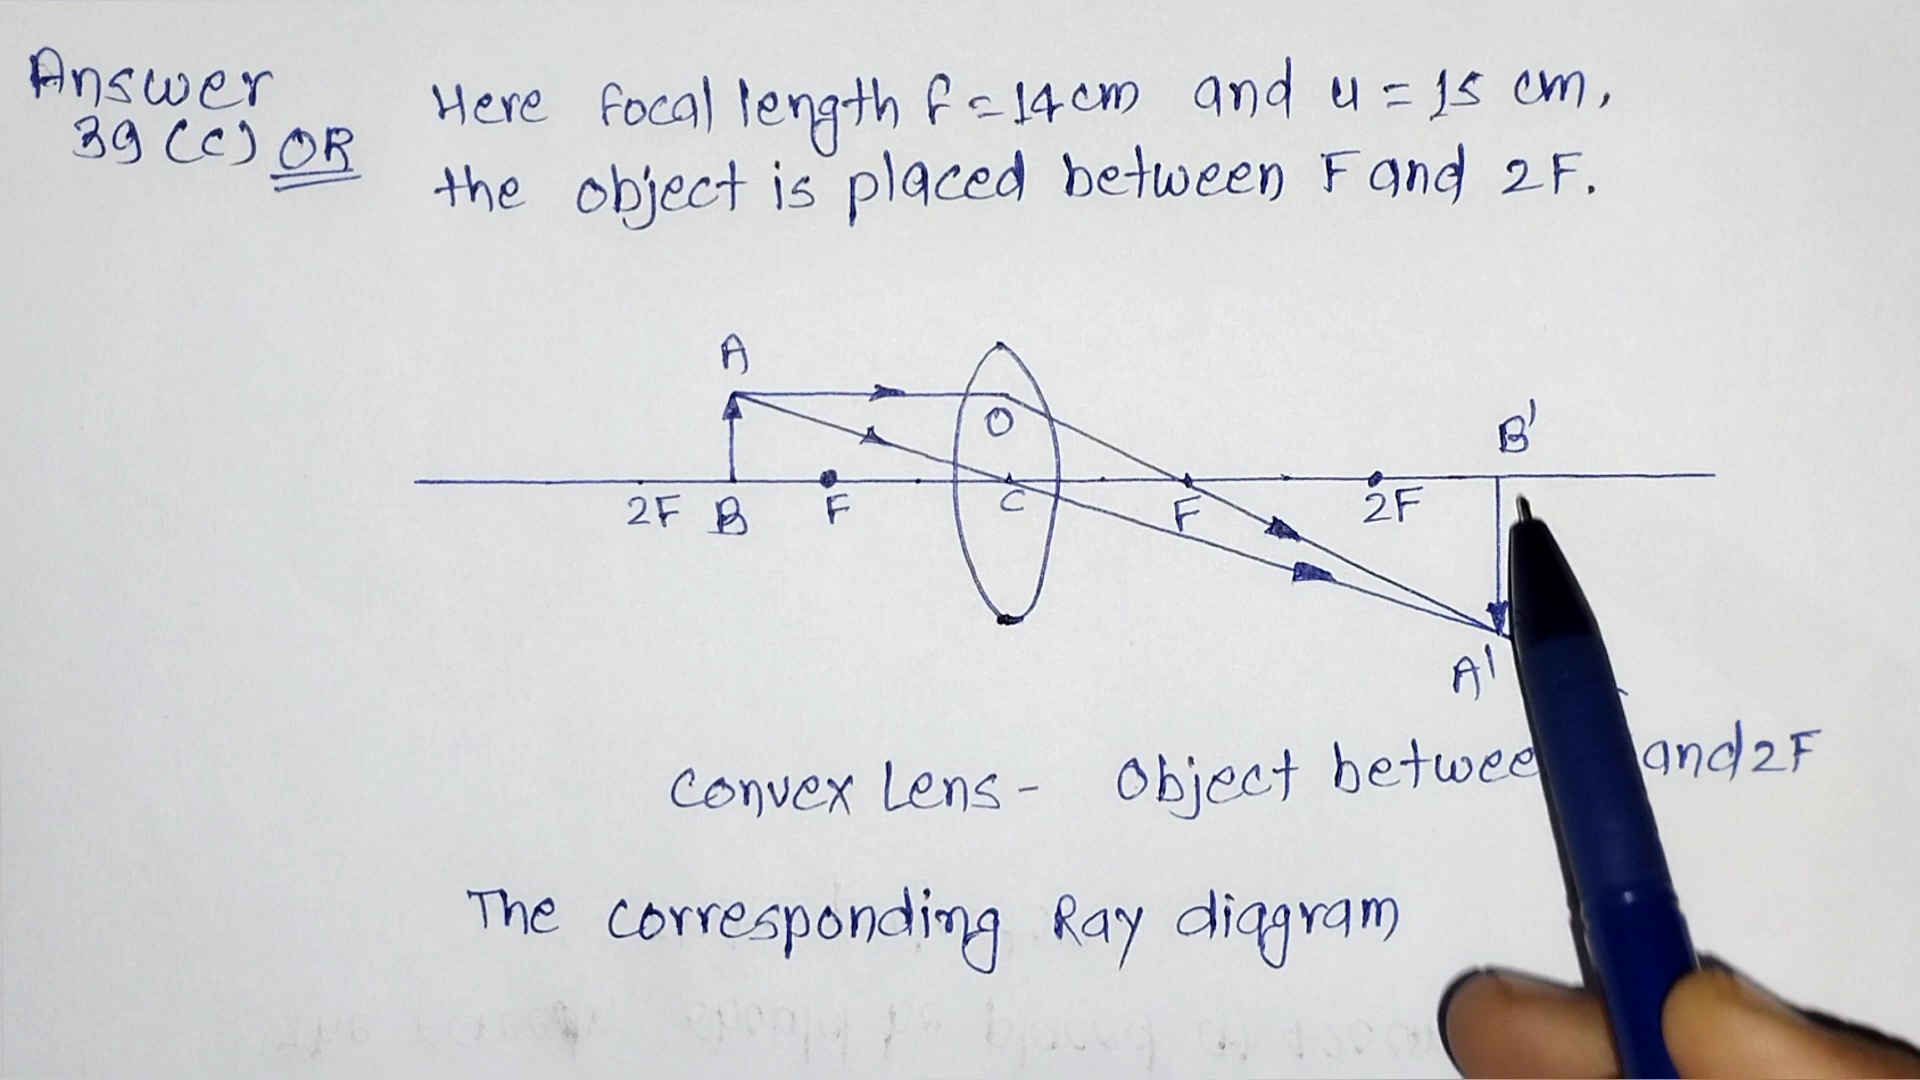 Answer
39 (C) OR
Here focal length f = 14 cm and u = 15 cm,
the object is placed between F and 2F.
A
O
B'
2F B F C F 2F
A'
Convex Lens - Object betwee and 2F
The corresponding Ray diagram